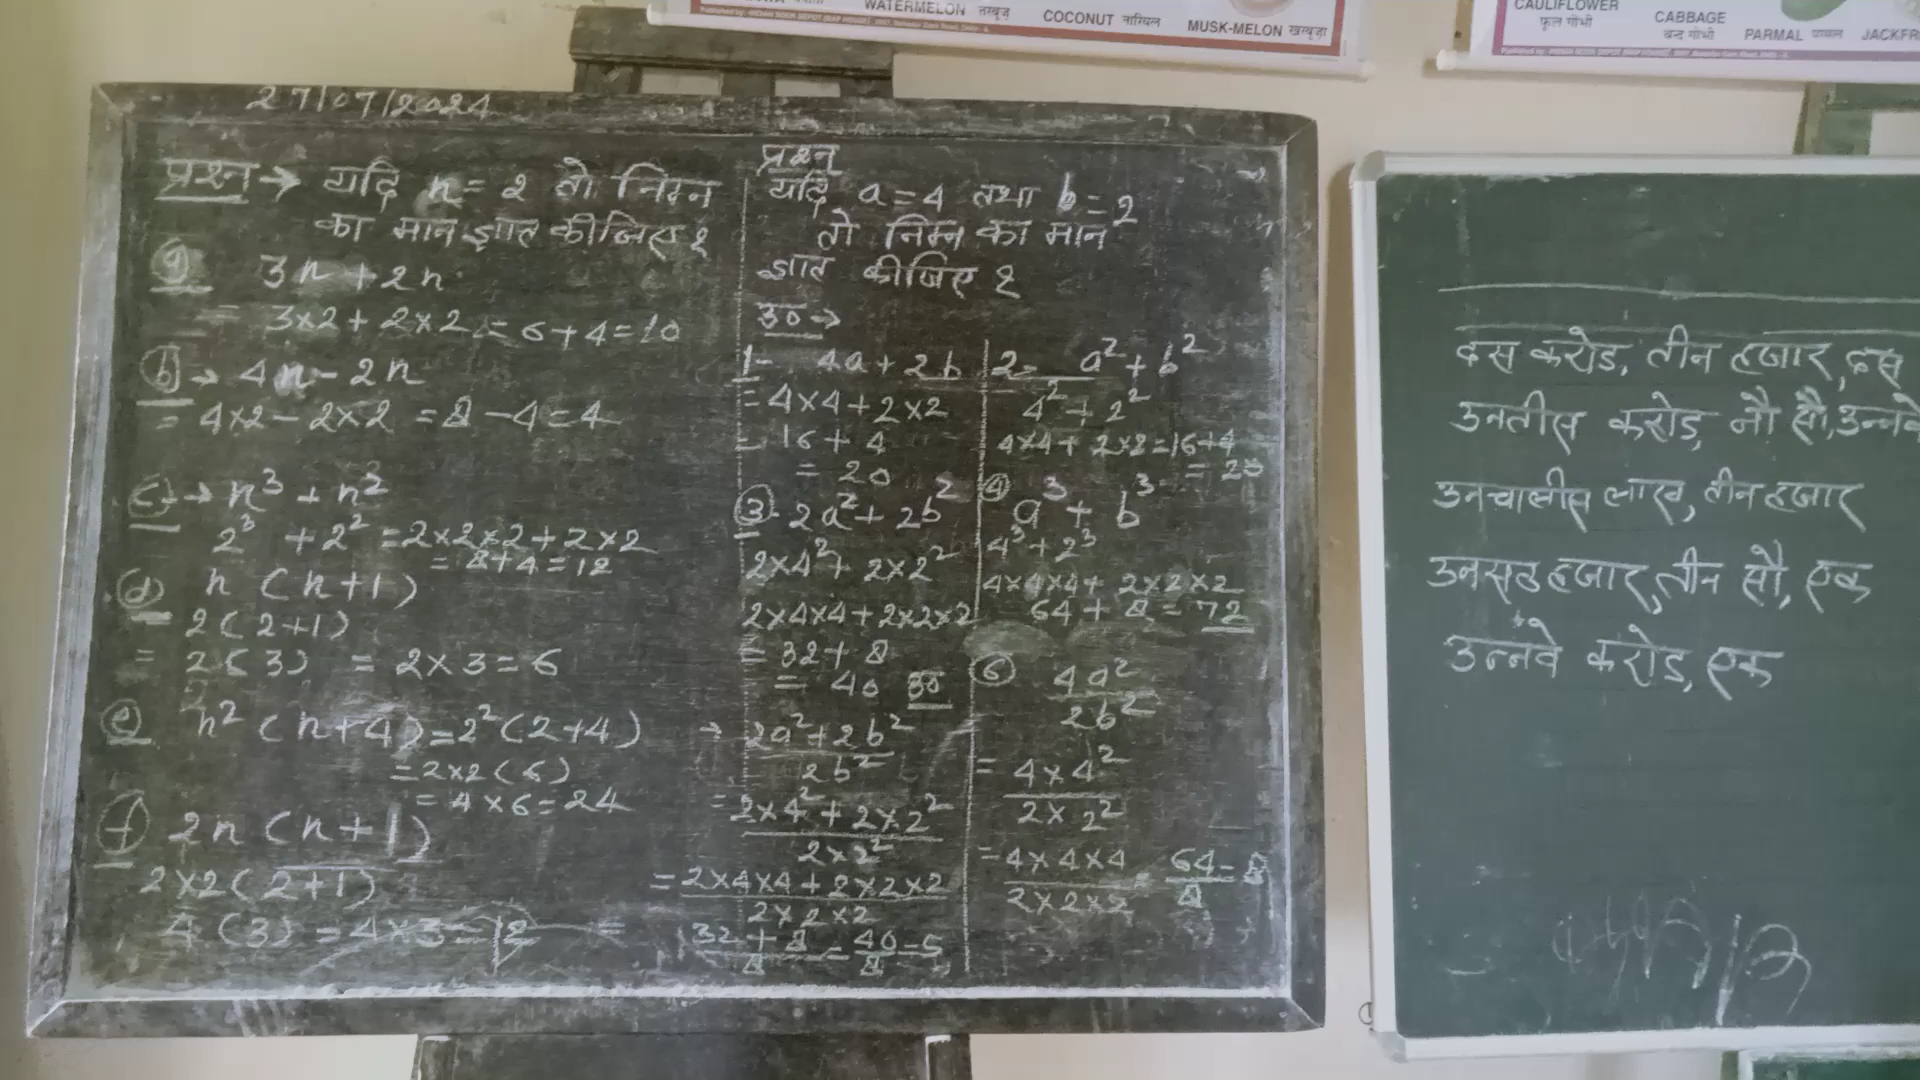 WATERMELON तरबूज़
COCONUT नारियल
MUSK-MELON खरबूज़ा
CAULIFLOWER
फूल गोभी
CABBAGE
बन्द गोभी
PARMAL परमल
JACKFR
27/07/2024
प्रश्न → यदि n = 2 तो निम्न
का मान ज्ञात कीजिए ?
3n + 2n
= 3×2 + 2×2 = 6+4 = 10
(b) → 4n - 2n
= 4×2 - 2×2 = 8 - 4 = 4
(c) → n³ + n²
2³ + 2² = 2×2×2 + 2×2
= 8+4 = 12
(d) n (n+1)
2(2+1)
= 2(3) = 2×3 = 6
(e) n² (n+4) = 2² (2+4)
= 2×2 (6)
= 4×6 = 24
(f) 2n (n+1)
2×2 (2+1)
4 (3) = 4×3 = 12
प्रश्न
यदि a = 4 तथा b = 2
तो निम्न का मान
ज्ञात कीजिए ?
उ० →
1- 4a + 2b
= 4×4 + 2×2
= 16 + 4
= 20
2= a² + b²
4² + 2²
4×4 + 2×2 = 16+4
= 20
(3)- 2a² + 2b²
2×4² + 2×2²
2×4×4 + 2×2×2
= 32 + 8
= 40 उ०
(4) a³ + b³
4³ + 2³
4×4×4 + 2×2×2
64 + 8 = 72
→ 2a² + 2b²
2b²
= 2×4² + 2×2²
2×2²
= 2×4×4 + 2×2×2
2×2×2
= 32 + 8 = 40 = 5
8 8
(6) 4a²
2b²
= 4×4²
2×2²
= 4×4×4 = 64 = 8
2×2×2 8
दस करोड, तीन हजार, दस
उनतीस करोड, नौ सौ, उन्नवे
उनचालीस लाख, तीन हजार
उनसठ हजार, तीन सौ, एक
उन्नवे करोड, एक